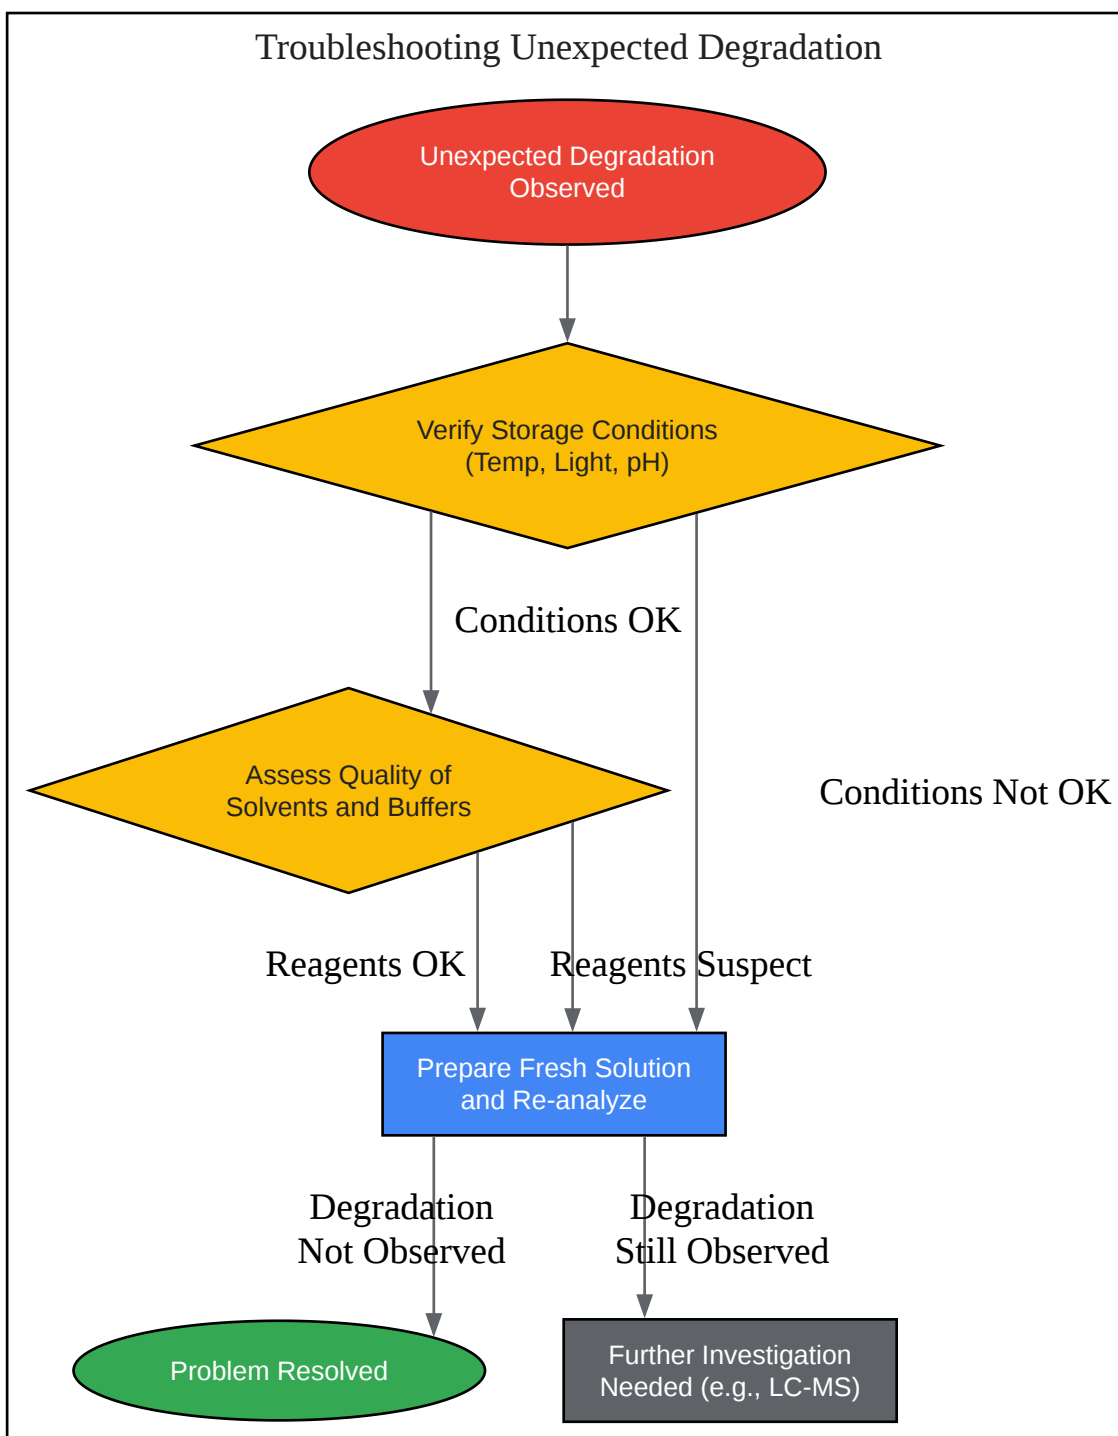 Troubleshooting Unexpected Degradation
Unexpected Degradation
Observed
Verify Storage Conditions
(Temp, Light, pH)
Conditions OK
Assess Quality of
Solvents and Buffers
Conditions Not OK
Reagents OK
Reagents Suspect
Prepare Fresh Solution
and Re-analyze
Degradation
Not Observed
Degradation
Still Observed
Problem Resolved
Further Investigation
Needed (e.g., LC-MS)